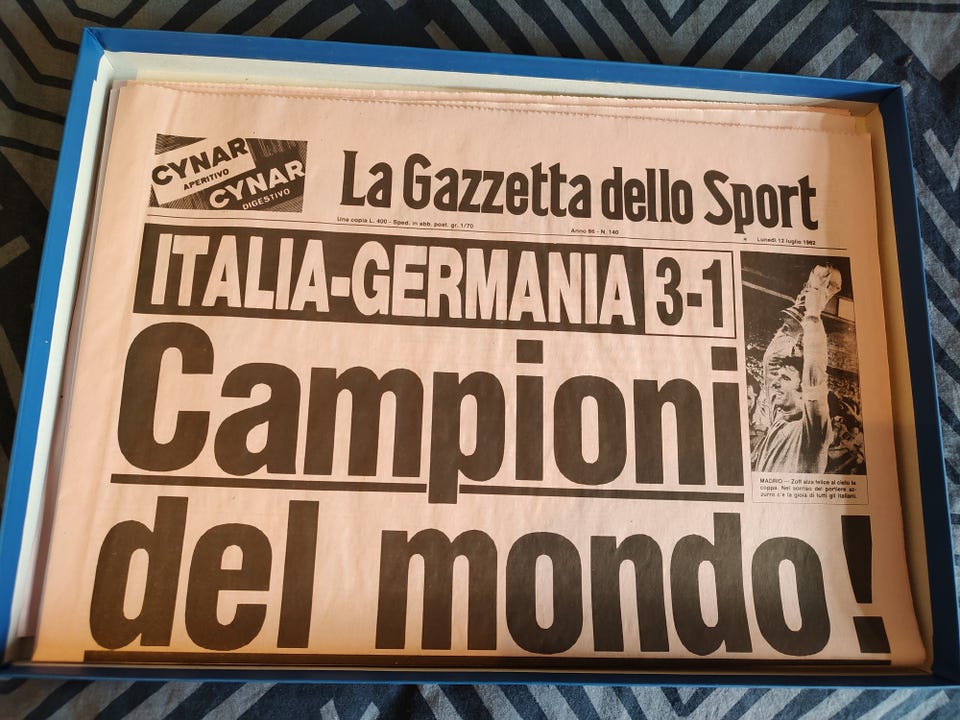 CYNAR
APERITIVO
CYNAR
DIGESTIVO
La Gazzetta dello Sport
Una copia L. 400 - Sped. in abb. post. gr. 1/70
Anno 86 - N. 140
Lunedì 12 luglio 1982
ITALIA-GERMANIA 3-1
Campioni
del mondo!
MADRID — Zoff alza felice al cielo la
coppa. Nel sorriso del portiere az-
zurro c'è la gioia di tutti gli italiani.